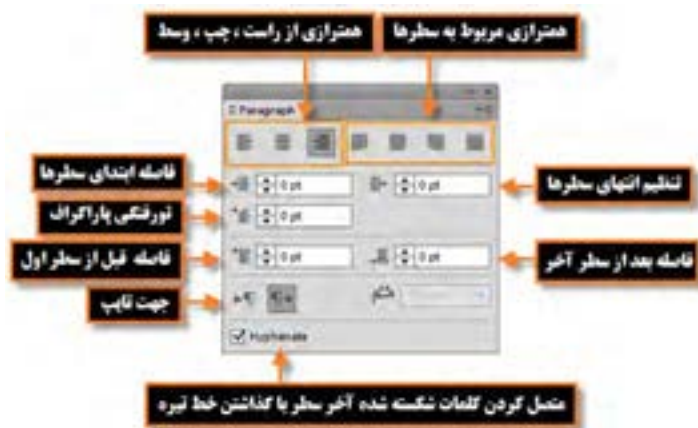 همترازی مربوط به سطرها
همترازی از راست ، چپ ، وسط
Paragraph
فاصله ابتدای سطرها
0 pt
0 pt
تنظیم انتهای سطرها
تورفتگی پاراگراف
0 pt
فاصله قبل از سطر اول
0 pt
0 pt
فاصله بعد از سطر آخر
جهت تایپ
Hyphenate
متصل کردن کلمات شکسته شده آخر سطر با گذاشتن خط تیره